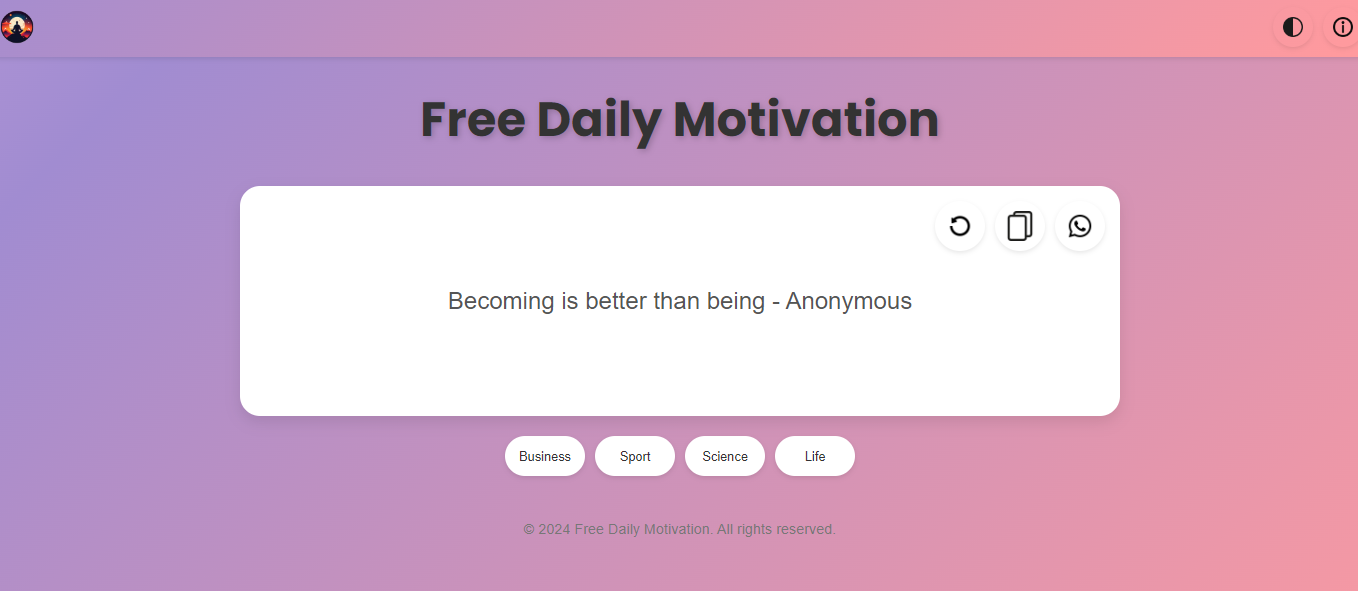 Free Daily Motivation
Becoming is better than being - Anonymous
Business
Sport
Science
Life
© 2024 Free Daily Motivation. All rights reserved.